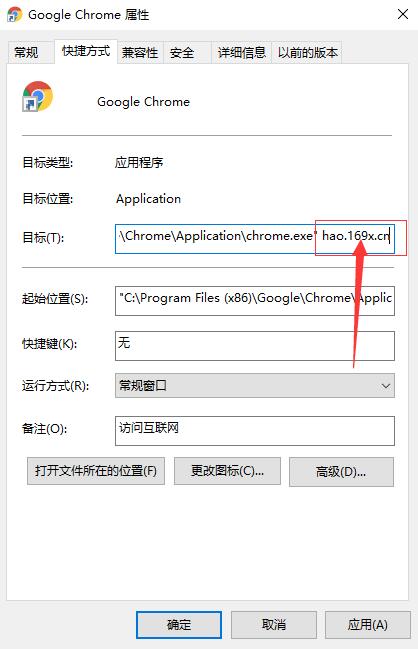 Google Chrome 属性
常规 快捷方式 兼容性 安全 详细信息 以前的版本
Google Chrome
目标类型: 应用程序
目标位置: Application
目标(T): \Chrome\Application\chrome.exe" hao.169x.cn
起始位置(S): "C:\Program Files (x86)\Google\Chrome\Applic
快捷键(K): 无
运行方式(R): 常规窗口
备注(O): 访问互联网
打开文件所在的位置(F) 更改图标(C)... 高级(D)...
确定 取消 应用(A)